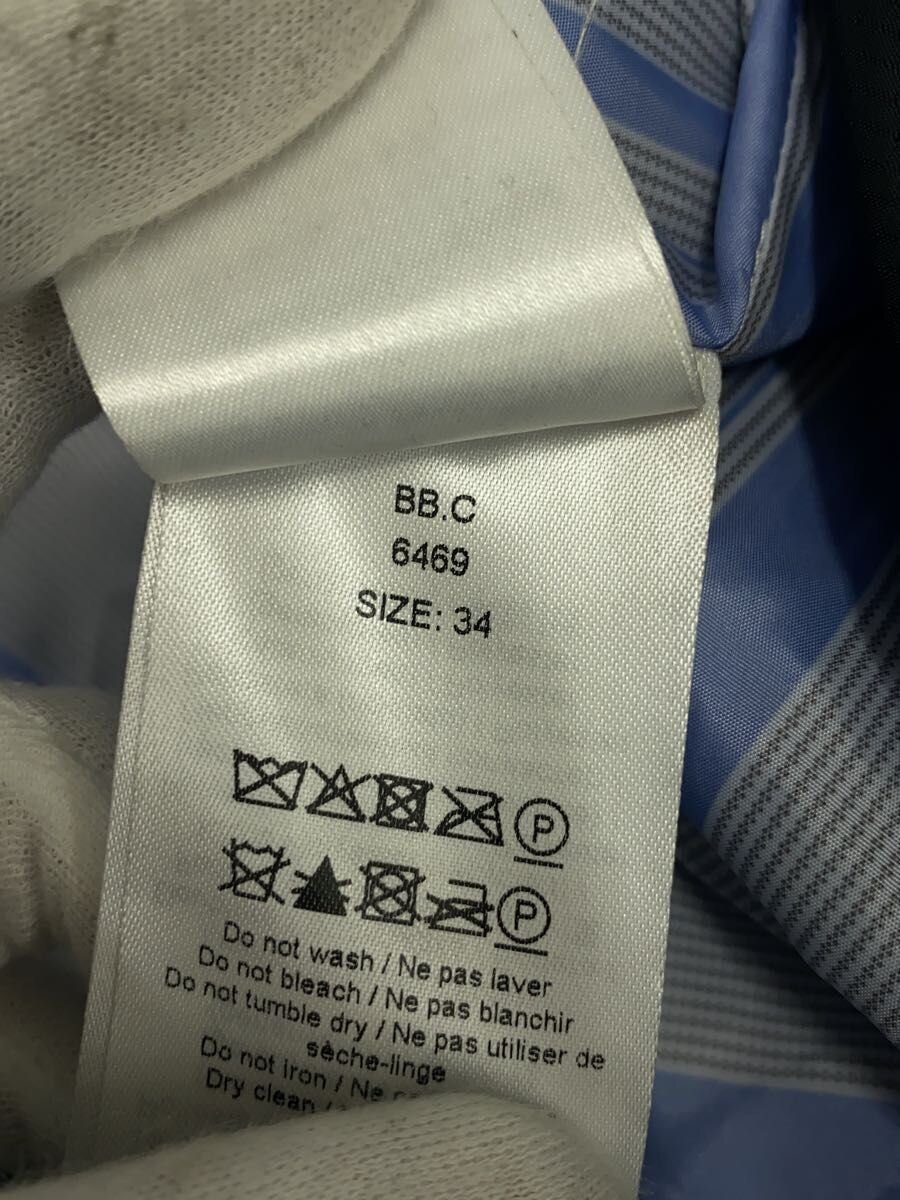 BB.C
6469
SIZE: 34
P
P
Do not wash / Ne pas laver
Do not bleach / Ne pas blanchir
Do not tumble dry / Ne pas utiliser de
sèche-linge
Do not iron / Ne
Dry clean /